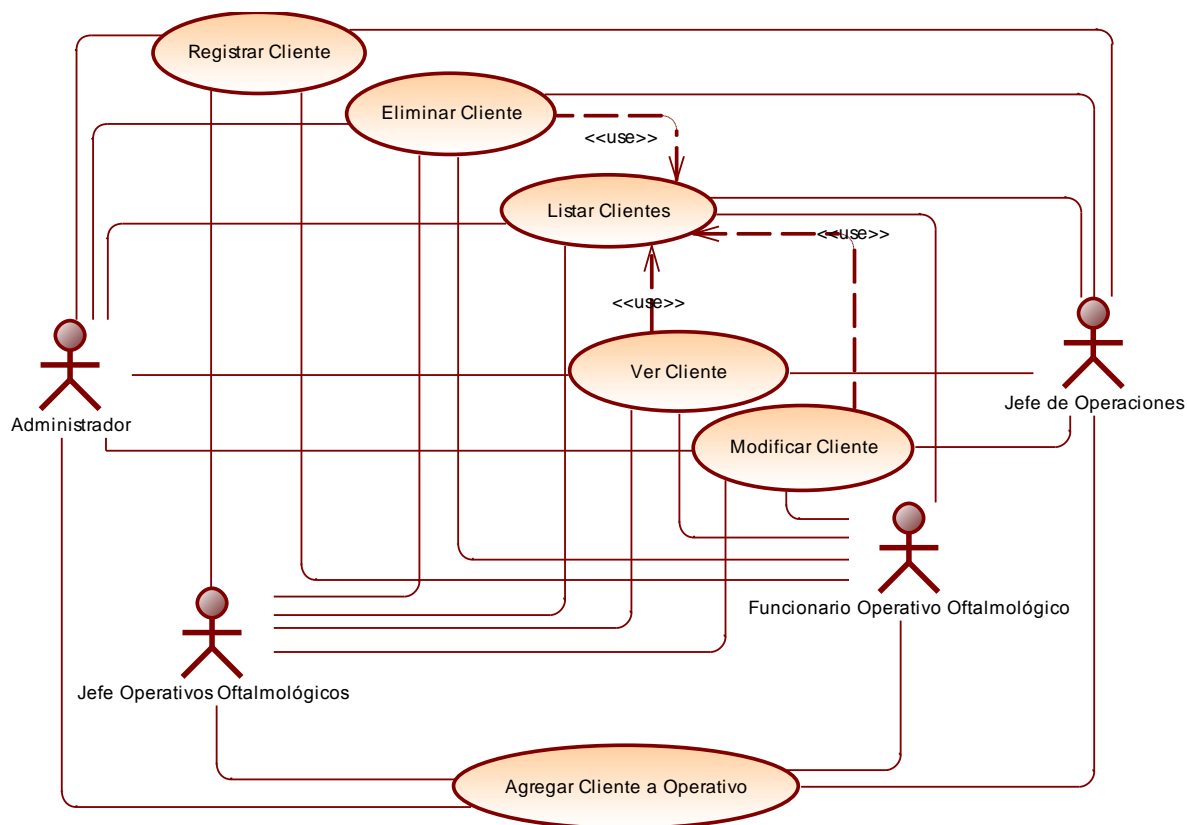 Registrar Cliente
Eliminar Cliente
<<use>>
Listar Clientes
<<use>>
<<use>>
Ver Cliente
Administrador
Jefe de Operaciones
Modificar Cliente
Funcionario Operativo Oftalmológico
Jefe Operativos Oftalmológicos
Agregar Cliente a Operativo